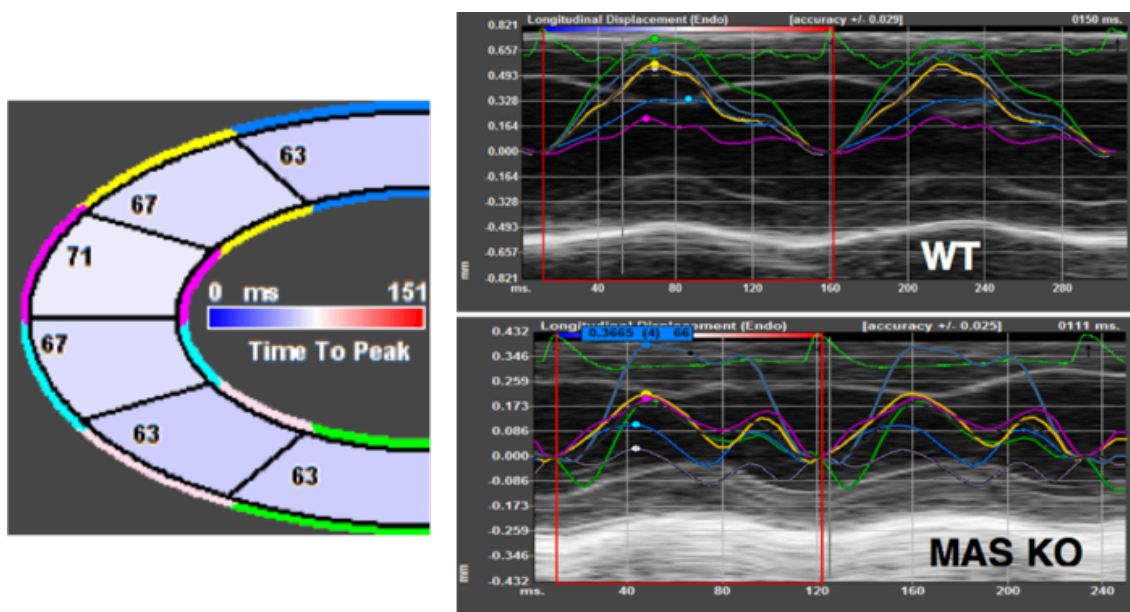 63
67
71
0 ms 151
Time To Peak
67
63
63
Longitudinal Displacement (Endo) [accuracy +/- 0.029] 0150 ms.
0.821
0.657
0.493
0.328
0.164
0.000
-0.164
-0.328
-0.493
-0.657
-0.821
mm
WT
ms. 40 80 120 160 200 240 280
Longitudinal Displacement (Endo) [accuracy +/- 0.025] 0111 ms.
0.3665 (4) 66
0.432
0.346
0.259
0.173
0.086
0.000
-0.086
-0.173
-0.259
-0.346
-0.432
mm
MAS KO
ms. 40 80 120 160 200 240